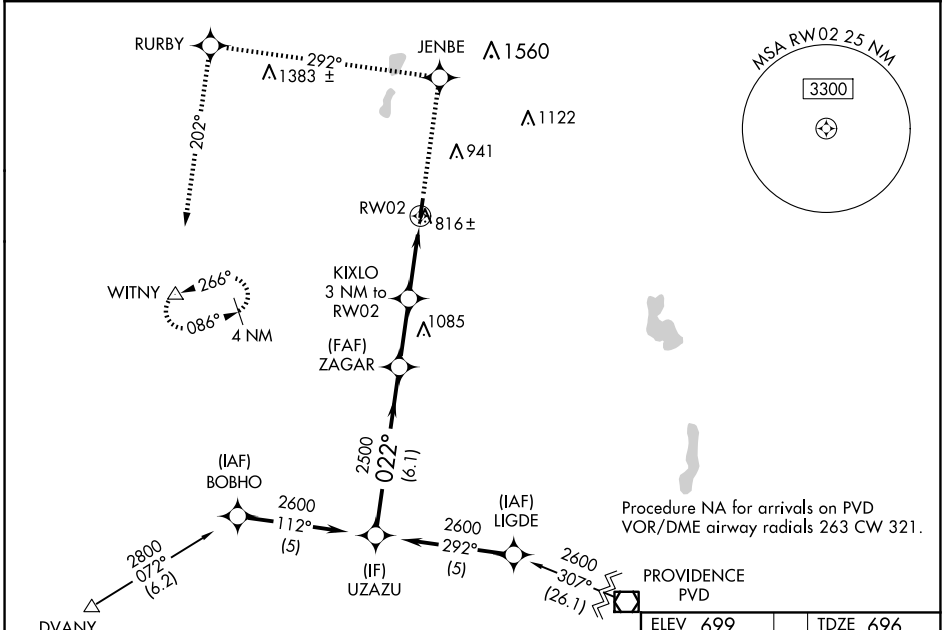 RURBY
JENBE
1560
292°
1383 ±
MSA RW 02 25 NM
3300
1122
202°
941
RW02
816 ±
WITNY
266°
086°
4 NM
KIXLO
3 NM to
RW02
1085
(FAF)
ZAGAR
2500
022°
(6.1)
(IAF)
BOBHO
2600
112°
(5)
(IAF)
LIGDE
2600
292°
(5)
(IF)
UZAZU
Procedure NA for arrivals on PVD
VOR/DME airway radials 263 CW 321.
2800
072°
(6.2)
2600
307°
(26.1)
PROVIDENCE
PVD
DVANY
ELEV 699
TDZE 696